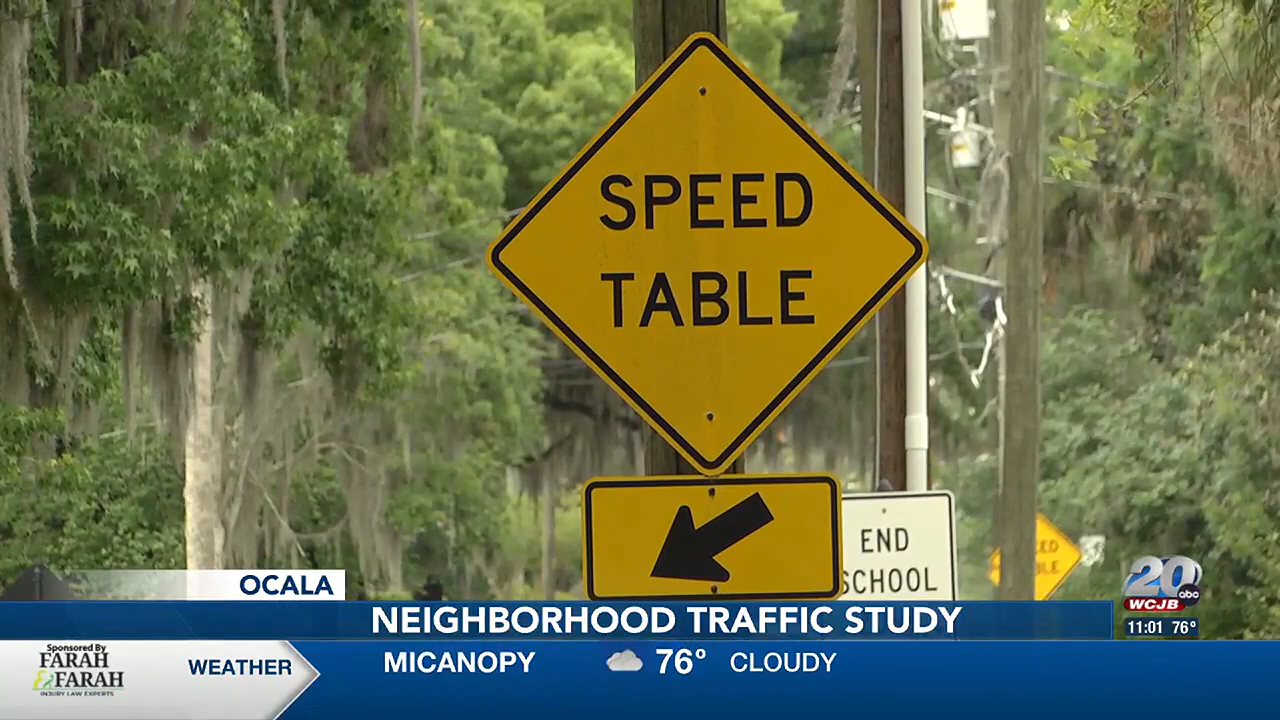 SPEED
TABLE
END
SCHOOL
OCALA
NEIGHBORHOOD TRAFFIC STUDY
20
abc
WCJB
11:01 76°
Sponsored By
FARAH
& FARAH
INJURY LAW EXPERTS
WEATHER
MICANOPY
76° CLOUDY